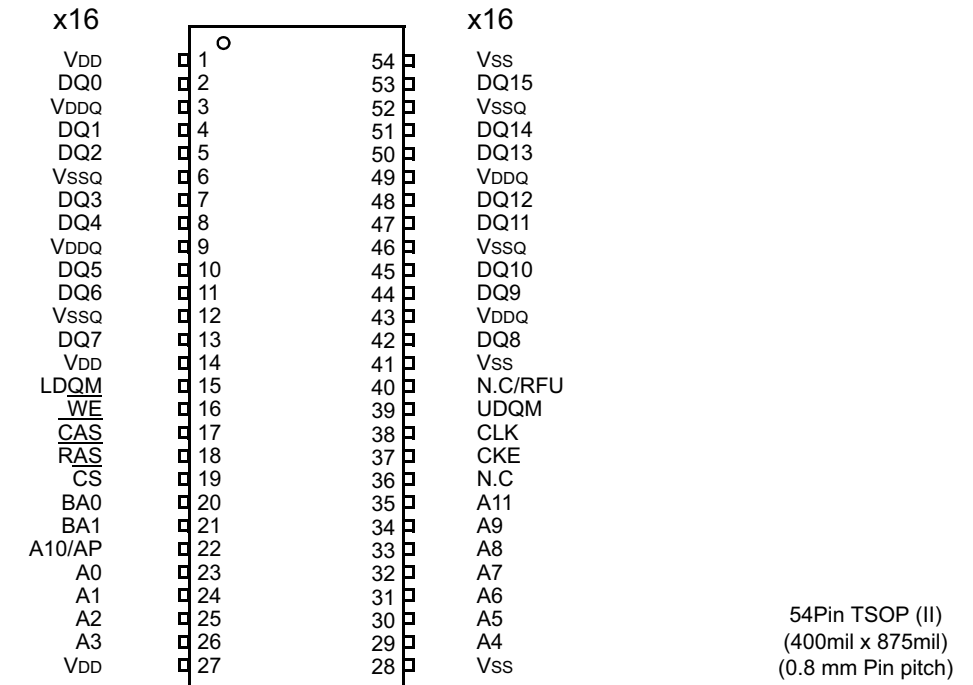 x16 x16
VDD 1 54 VSS
DQ0 2 53 DQ15
VDDQ 3 52 VSSQ
DQ1 4 51 DQ14
DQ2 5 50 DQ13
VSSQ 6 49 VDDQ
DQ3 7 48 DQ12
DQ4 8 47 DQ11
VDDQ 9 46 VSSQ
DQ5 10 45 DQ10
DQ6 11 44 DQ9
VSSQ 12 43 VDDQ
DQ7 13 42 DQ8
VDD 14 41 VSS
LDQM 15 40 N.C/RFU
WE 16 39 UDQM
CAS 17 38 CLK
RAS 18 37 CKE
CS 19 36 N.C
BA0 20 35 A11
BA1 21 34 A9
A10/AP 22 33 A8
A0 23 32 A7
A1 24 31 A6
A2 25 30 A5
A3 26 29 A4
VDD 27 28 VSS
54Pin TSOP (II)
(400mil x 875mil)
(0.8 mm Pin pitch)